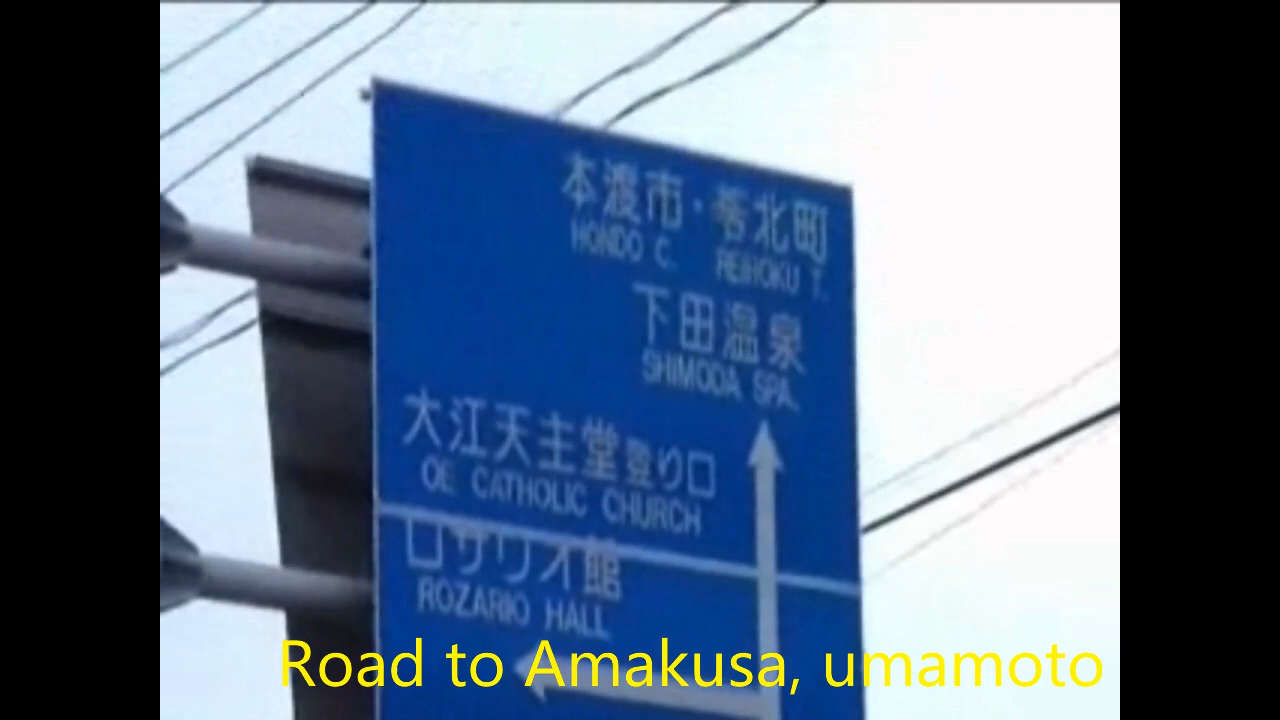 本渡市・苓北町
HONDO C. REIHOKU T.
下田温泉
SHIMODA SPA.
大江天主堂登り口
OE CATHOLIC CHURCH
ロザリオ館
ROZARIO HALL
Road to Amakusa, umamoto